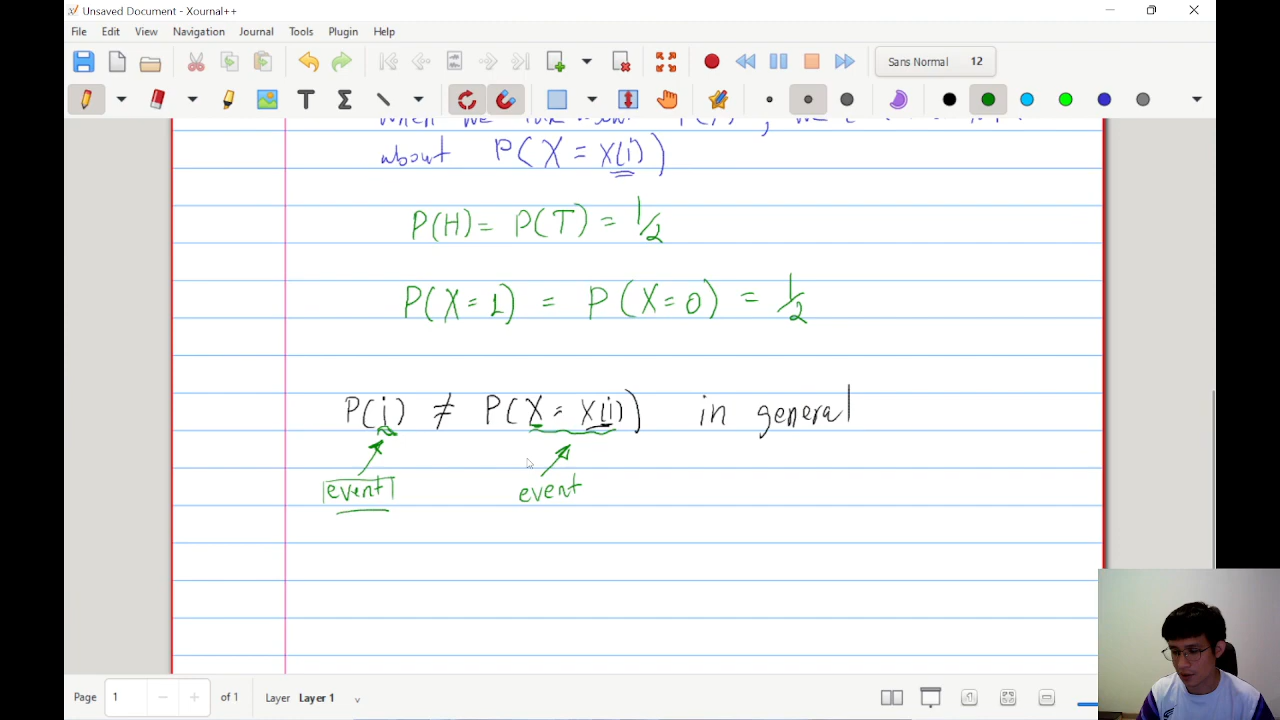 Unsaved Document - Xournal++
File Edit View Navigation Journal Tools Plugin Help
Sans Normal 12
about P(X = X(i))
P(H) = P(T) = 1/2
P(X = 1) = P(X = 0) = 1/2
P(i) ≠ P(X = X(i)) in general
event event
Page 1 of 1 Layer Layer 1